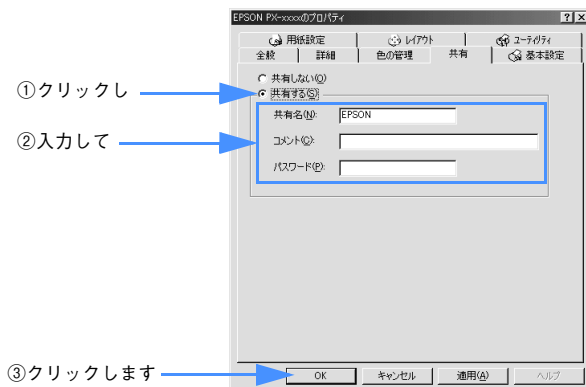 EPSON PX-xxxxのプロパティ
用紙設定 レイアウト ユーティリティ
全般 詳細 色の管理 共有 基本設定
共有しない(O)
①クリックし
共有する(S)
共有名(N): EPSON
②入力して
コメント(C):
パスワード(P):
③クリックします
OK キャンセル 適用(A) ヘルプ